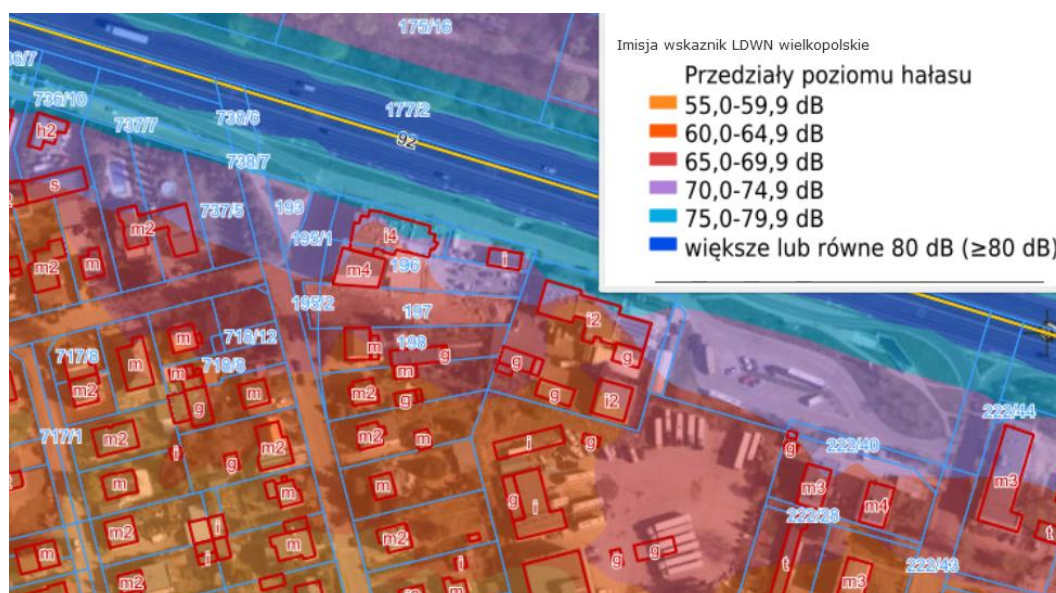 175/16
Imisja wskaznik LDWN wielkopolskie
Przedziały poziomu hałasu
55,0-59,9 dB
60,0-64,9 dB
65,0-69,9 dB
70,0-74,9 dB
75,0-79,9 dB
większe lub równe 80 dB (≥80 dB)
736/10
737/7
738/6
177/2
92
h2
738/7
s
m2
737/5
193
195/1
i4
i
m2
m
m4
196
195/2
197
i2
717/8
m
m
718/12
m
198
g
g
g
m2
718/8
m
g
m
m2
m
g
g
i2
717/1
m2
i
g
m2
m2
m
i
g
g
222/40
222/44
m
m
m
g
i
m3
m4
m3
222/28
m2
i
i
m
m
m2
g
g
t
t
222/43
m2
m
m3